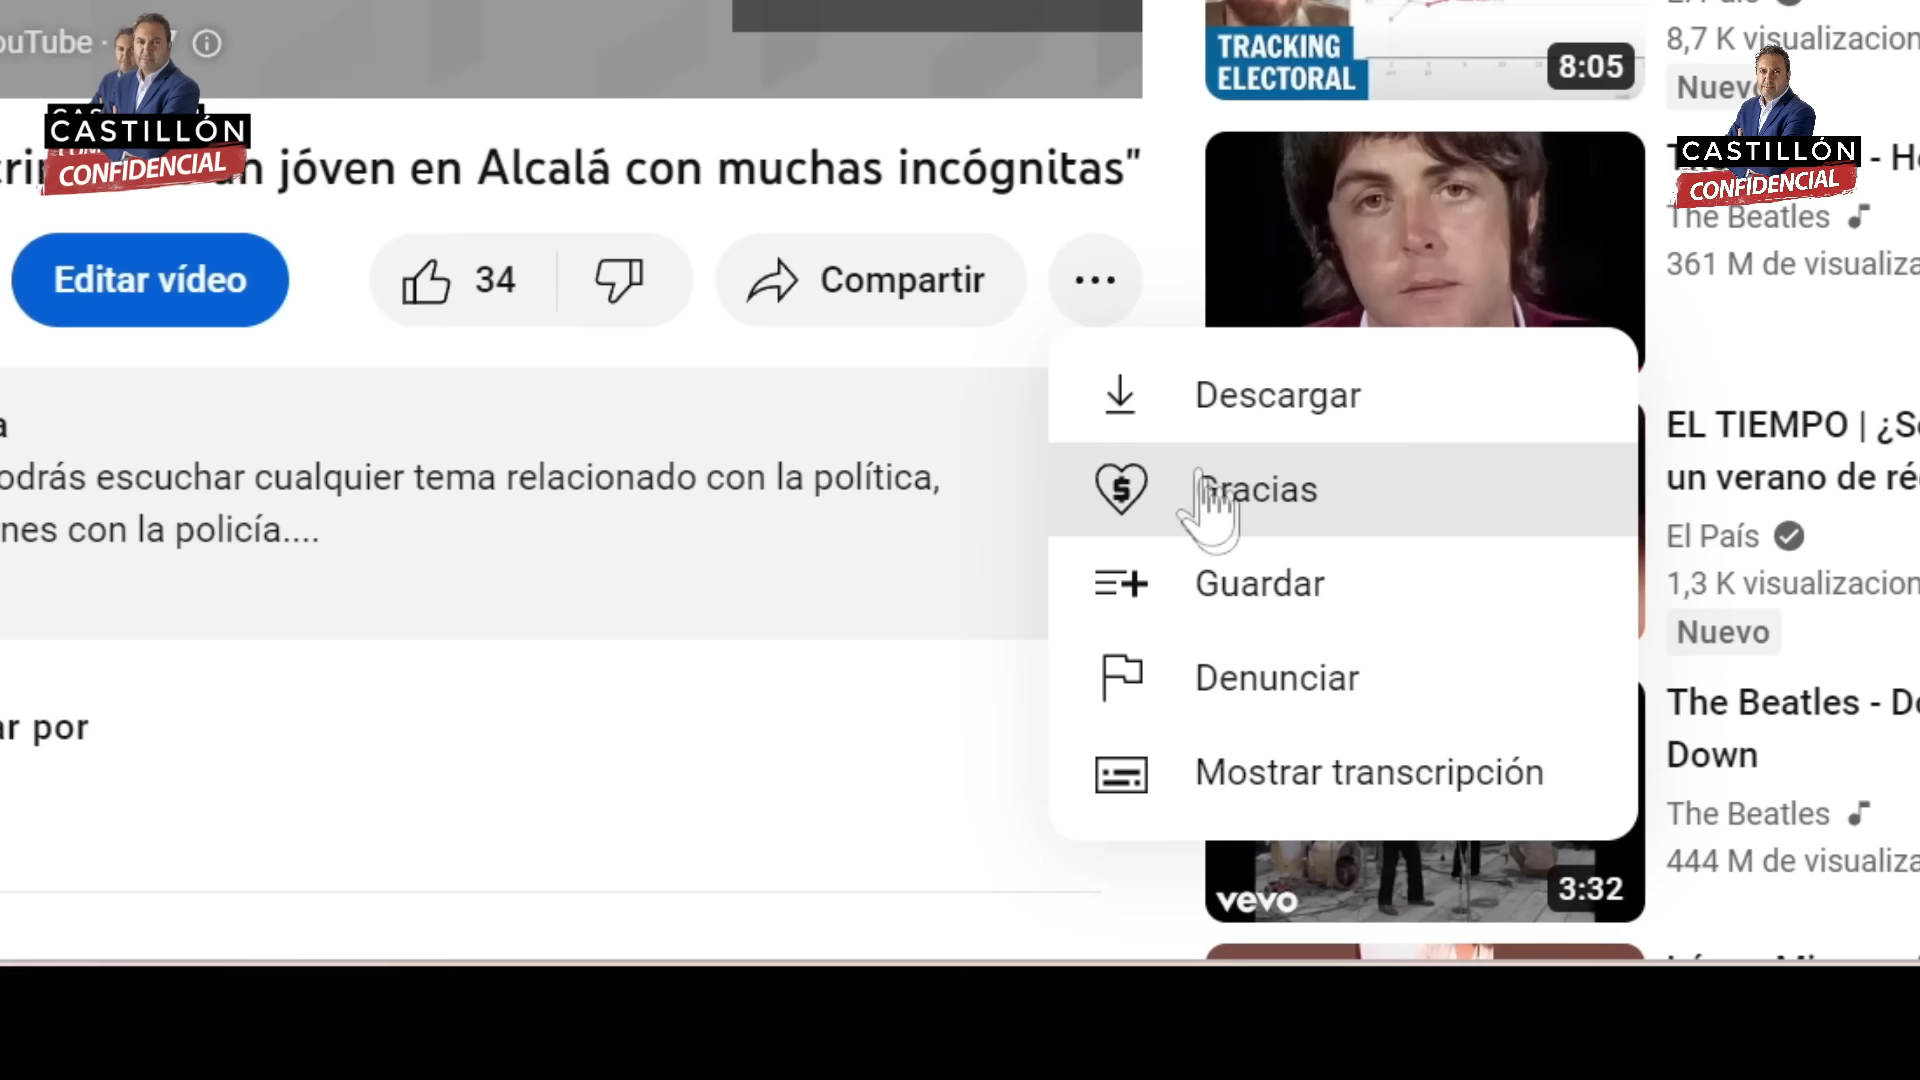 ouTube ·
CASTILLÓN
CONFIDENCIAL
jóven en Alcalá con muchas incógnitas"
Editar vídeo
34
Compartir
...
odrás escuchar cualquier tema relacionado con la política,
nes con la policía....
ar por
Descargar
Gracias
Guardar
Denunciar
Mostrar transcripción
TRACKING
ELECTORAL
8:05
8,7 K visualizacion
CASTILLÓN
CONFIDENCIAL
- H
The Beatles
361 M de visualiza
EL TIEMPO | ¿S
un verano de ré
El País
1,3 K visualizacion
Nuevo
The Beatles - D
Down
The Beatles
444 M de visualiza
vevo
3:32